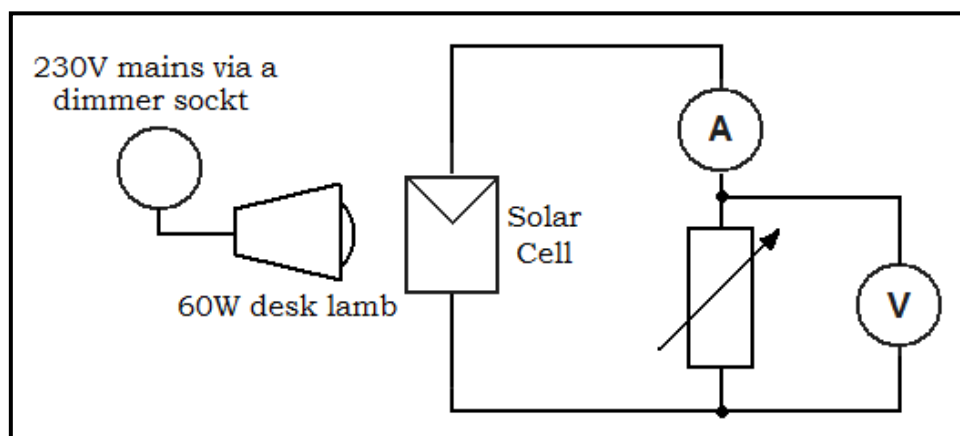 230V mains via a
dimmer sockt
60W desk lamb
Solar
Cell
A
V